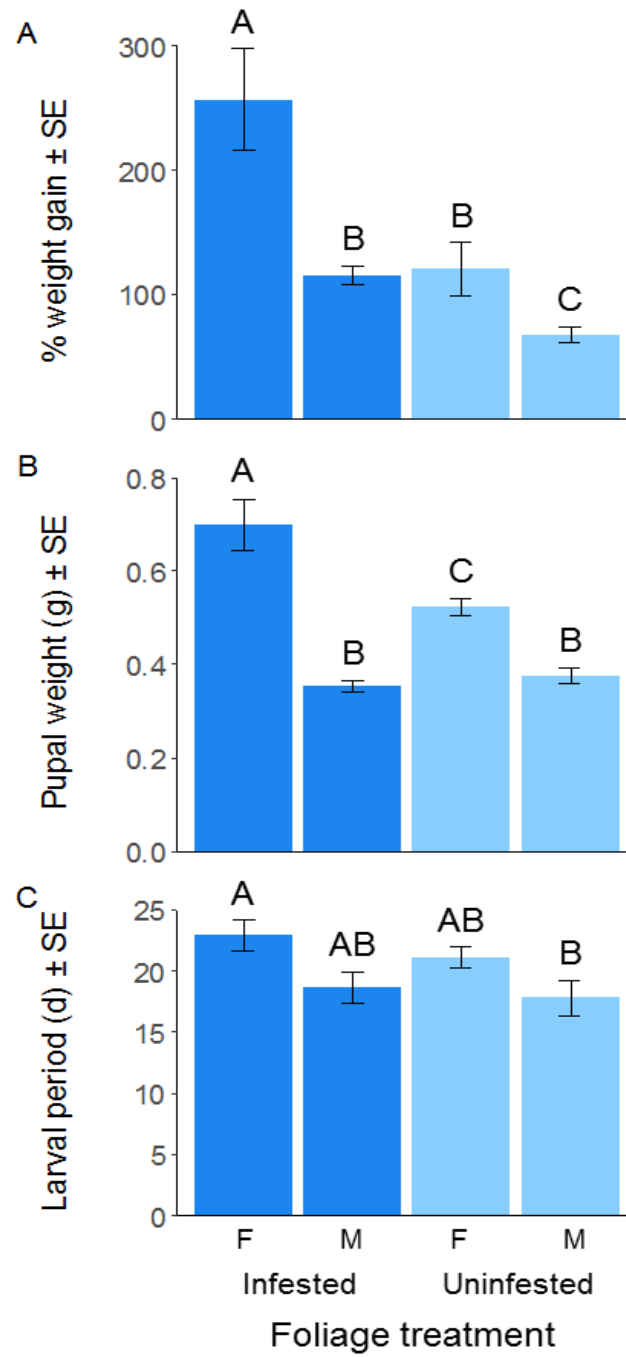 A
% weight gain ± SE
300
200
100
0
A
B
B
C
B
Pupal weight (g) ± SE
0.8
0.6
0.4
0.2
0.0
A
B
C
B
C
Larval period (d) ± SE
25
20
15
10
5
0
A
AB
AB
B
F M F M
Infested Uninfested
Foliage treatment